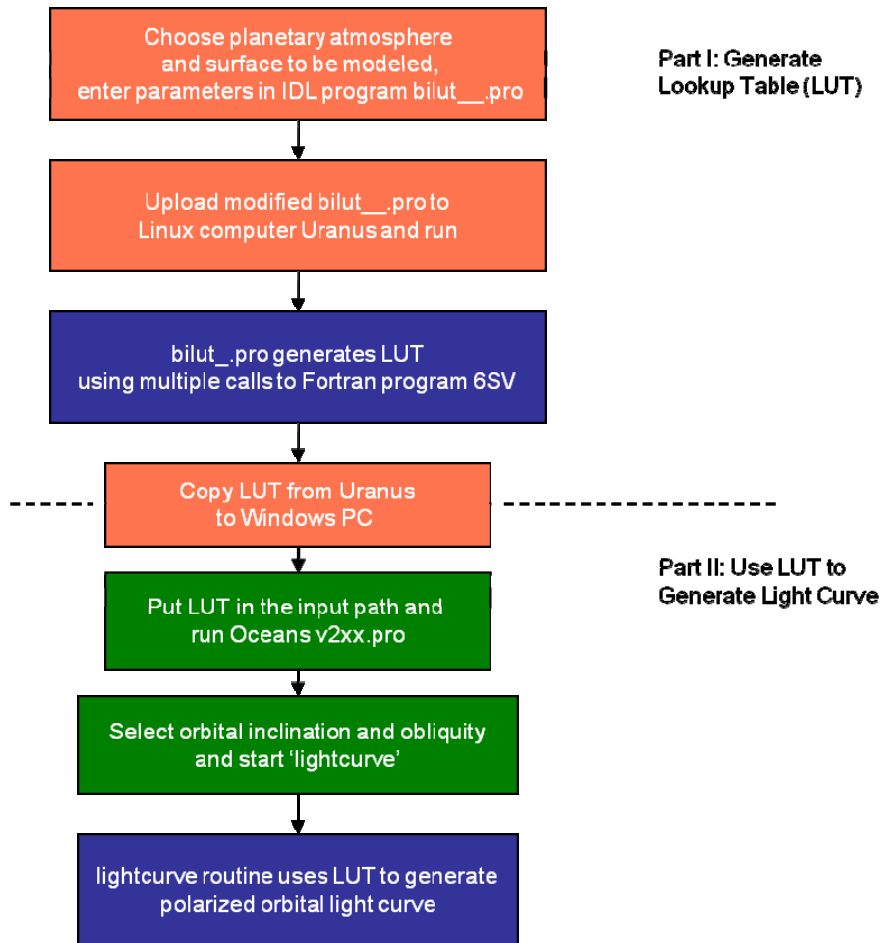 Choose planetary atmosphere
and surface to be modeled,
enter parameters in IDL program bilut__.pro
Part I: Generate
Lookup Table (LUT)
Upload modified bilut__.pro to
Linux computer Uranus and run
bilut_.pro generates LUT
using multiple calls to Fortran program 6SV
Copy LUT from Uranus
to Windows PC
Part II: Use LUT to
Generate Light Curve
Put LUT in the input path and
run Oceans v2xx.pro
Select orbital inclination and obliquity
and start ‘lightcurve’
lightcurve routine uses LUT to generate
polarized orbital light curve